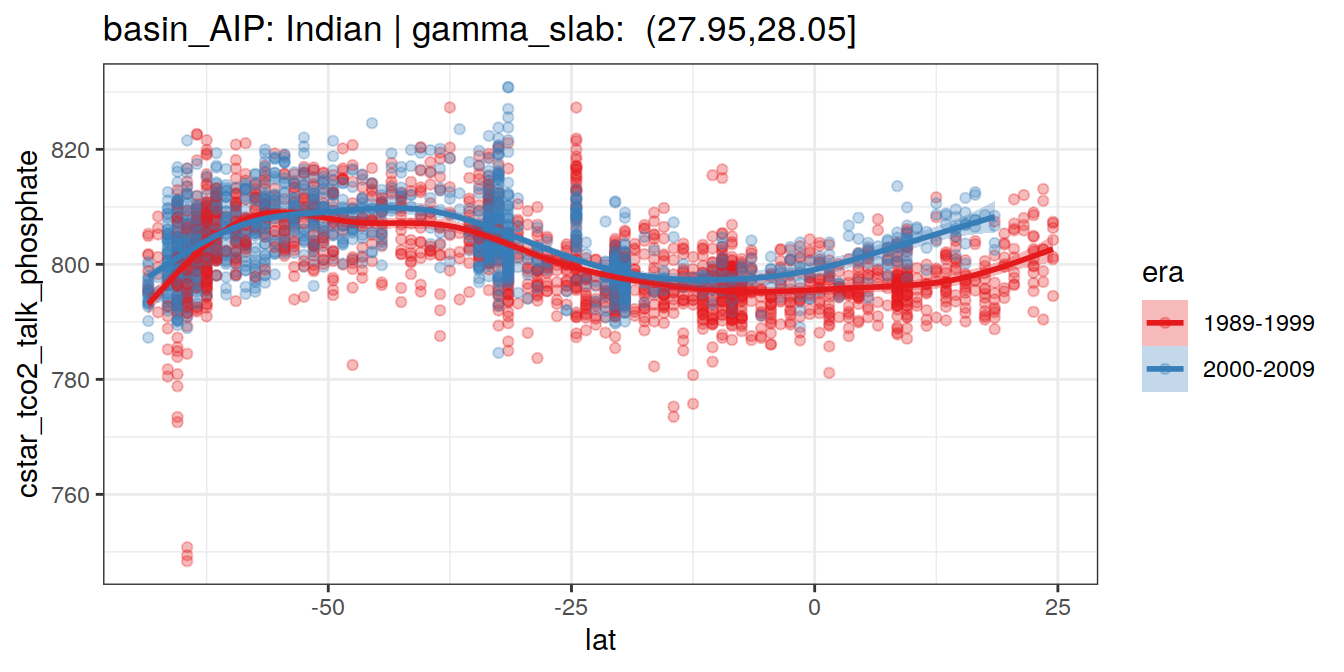 basin_AIP: Indian | gamma_slab:  (27.95,28.05]
cstar_tco2_talk_phosphate
820
800
780
760
-50
-25
0
25
lat
era
1989-1999
2000-2009